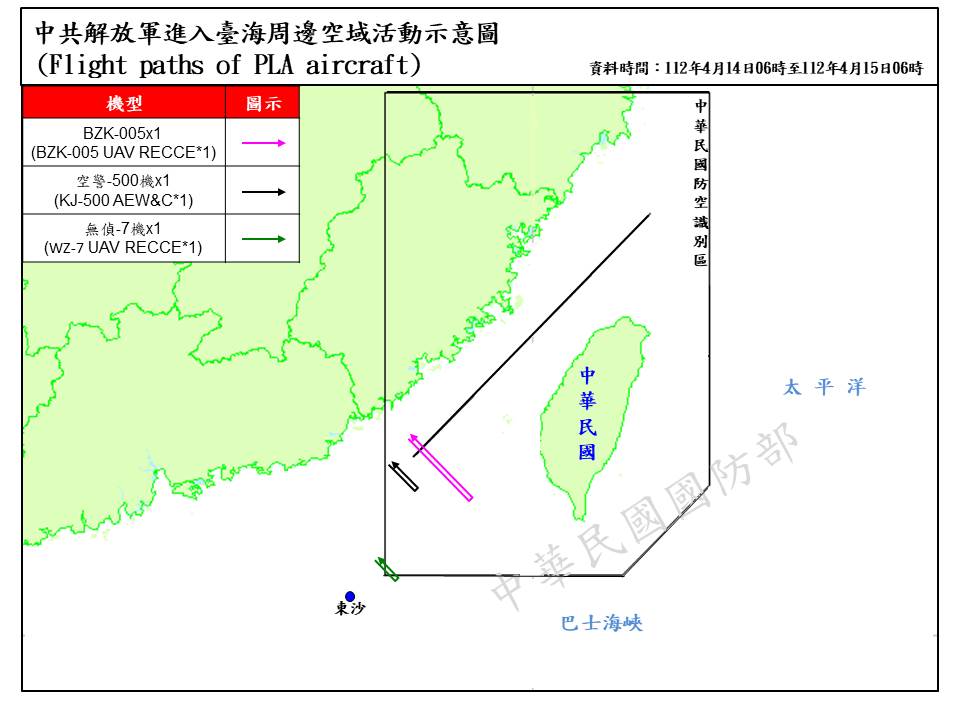 中共解放軍進入臺海周邊空域活動示意圖
(Flight paths of PLA aircraft)
資料時間：112年4月14日06時至112年4月15日06時
機型
圖示
BZK-005x1
(BZK-005 UAV RECCE*1)
空警-500機x1
(KJ-500 AEW&C*1)
無偵-7機x1
(WZ-7 UAV RECCE*1)
中華民國防空識別區
中華民國
太平洋
中華民國國防部
東沙
巴士海峽